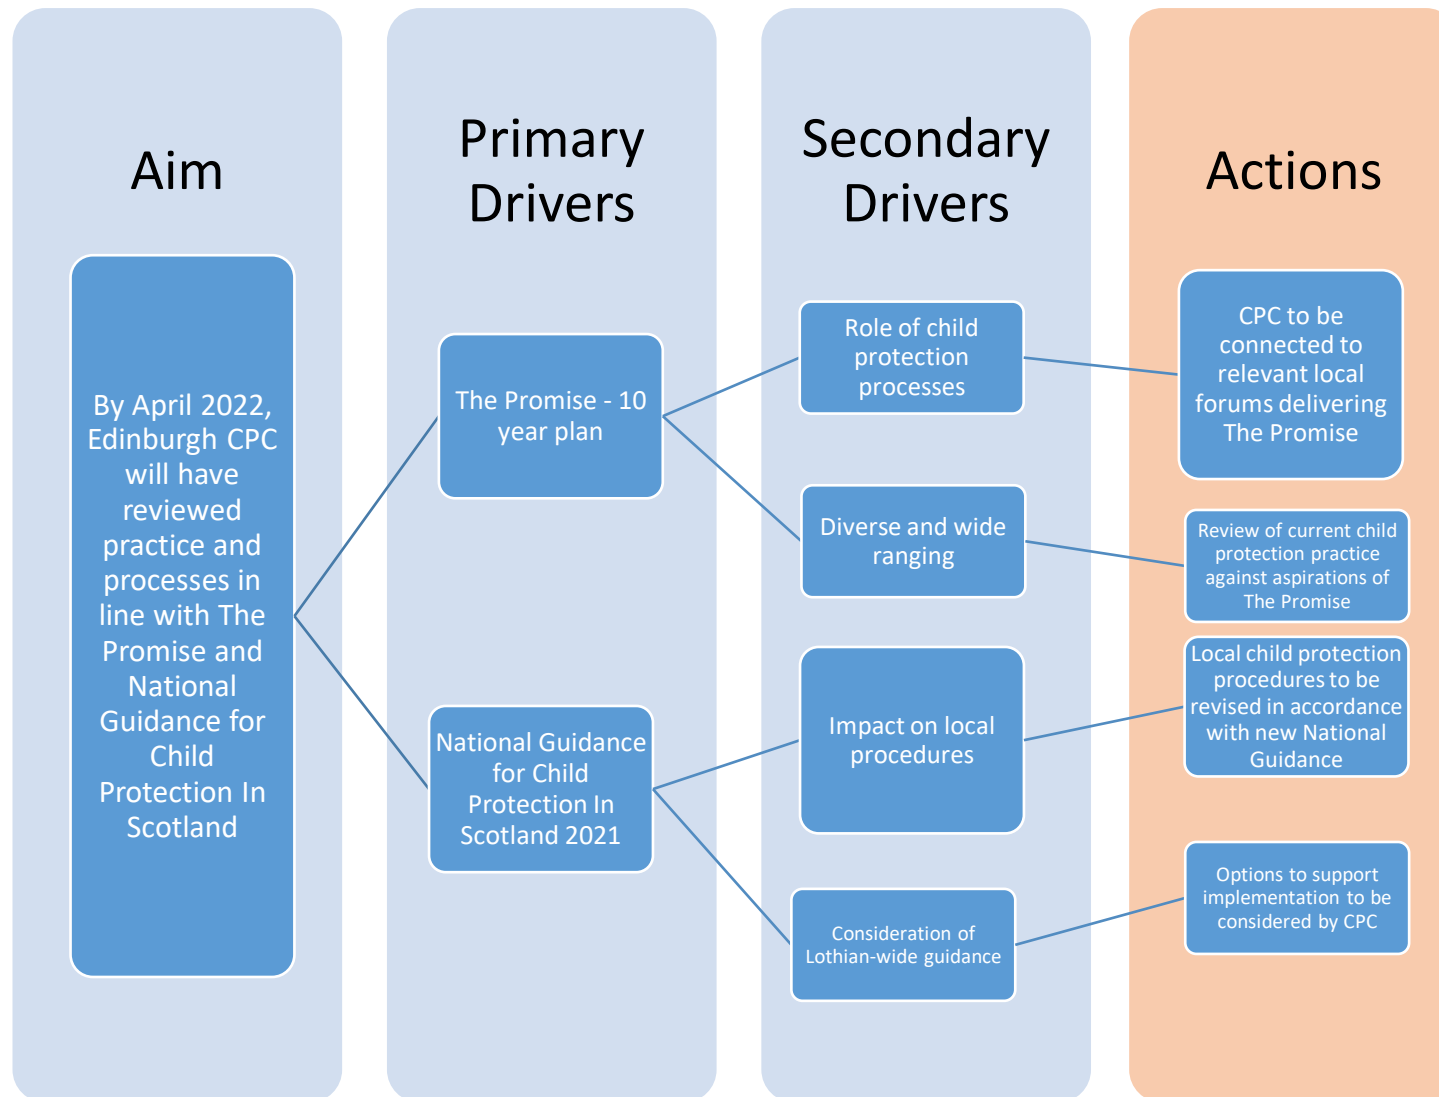 Aim
By April 2022,
Edinburgh CPC
will have
reviewed
practice and
processes in
line with The
Promise and
National
Guidance for
Child
Protection In
Scotland
Primary
Drivers
The Promise - 10
year plan
National Guidance
for Child
Protection In
Scotland 2021
Secondary
Drivers
Role of child
protection
processes
Diverse and wide
ranging
Impact on local
procedures
Consideration of
Lothian-wide guidance
Actions
CPC to be
connected to
relevant local
forums delivering
The Promise
Review of current child
protection practice
against aspirations of
The Promise
Local child protection
procedures to be
revised in accordance
with new National
Guidance
Options to support
implementation to be
considered by CPC